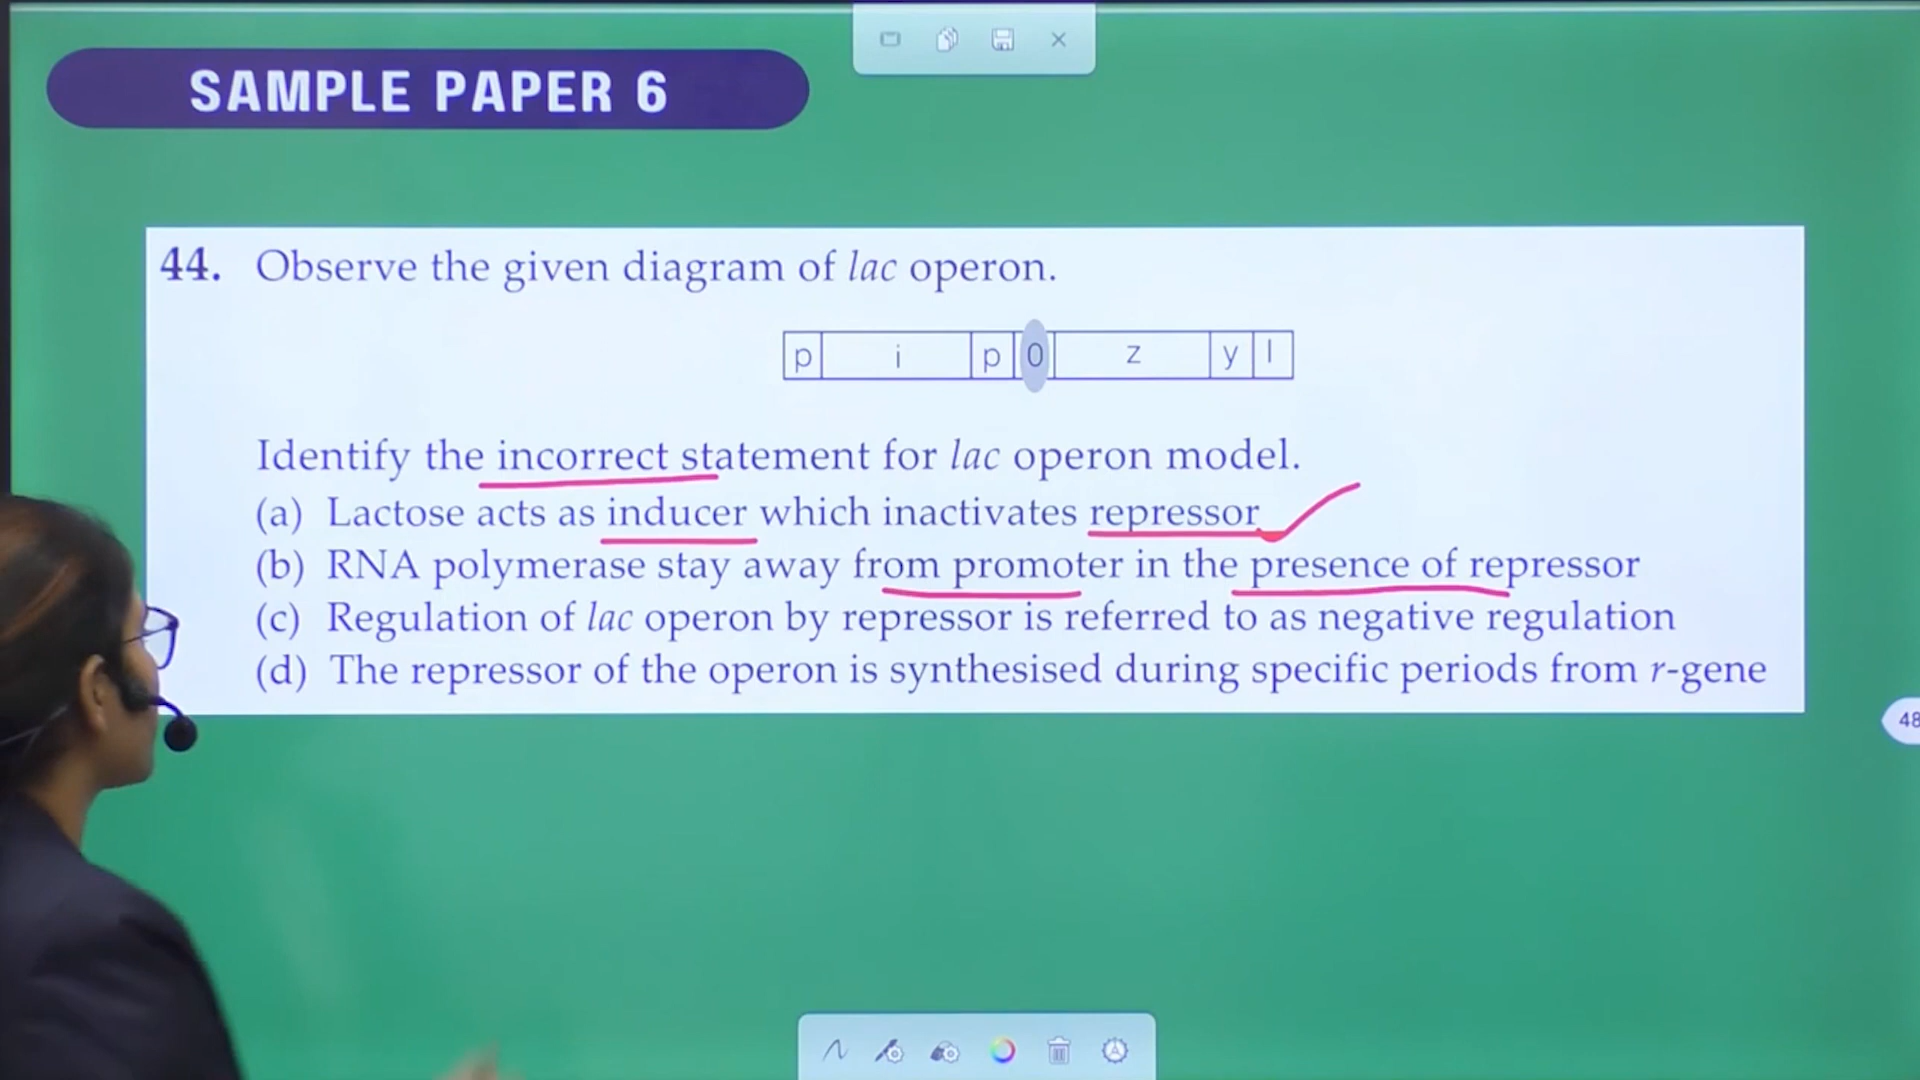 SAMPLE PAPER 6
44. Observe the given diagram of lac operon.
p i p 0 z y l
Identify the incorrect statement for lac operon model.
(a) Lactose acts as inducer which inactivates repressor
(b) RNA polymerase stay away from promoter in the presence of repressor
(c) Regulation of lac operon by repressor is referred to as negative regulation
(d) The repressor of the operon is synthesised during specific periods from r-gene
48